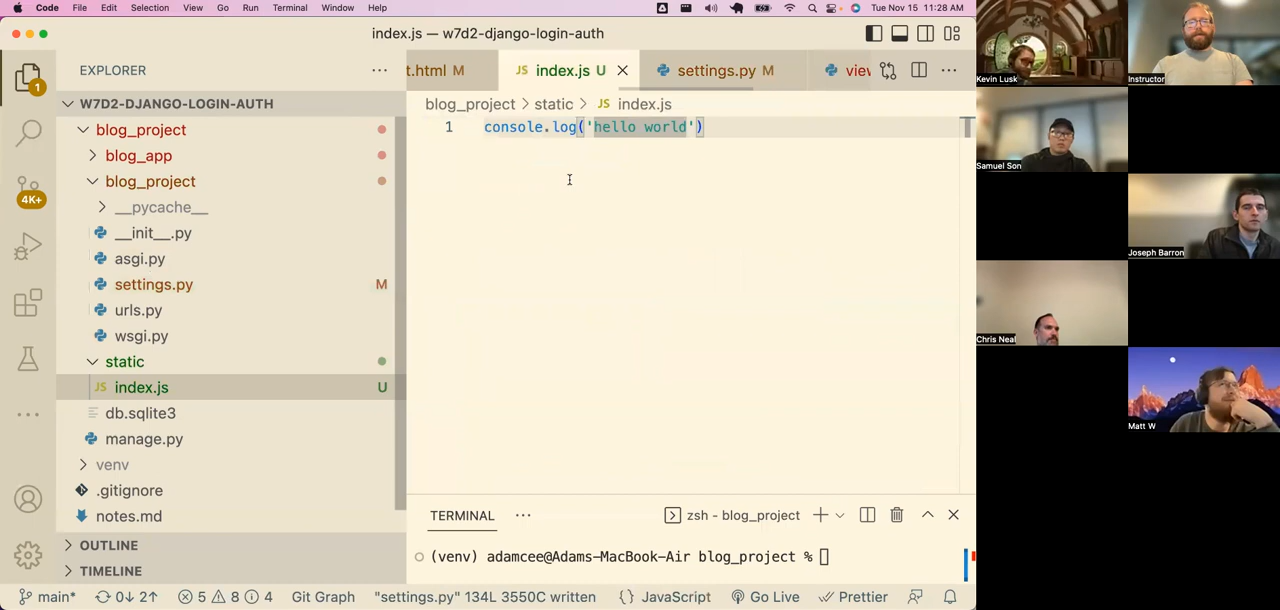 Code File Edit Selection View Go Run Terminal Window Help Tue Nov 15 11:28 AM
index.js — w7d2-django-login-auth
EXPLORER
1
W7D2-DJANGO-LOGIN-AUTH
blog_project
blog_app
blog_project
4K+
__pycache__
__init__.py
asgi.py
settings.py M
urls.py
wsgi.py
static
JS index.js U
db.sqlite3
manage.py
venv
.gitignore
notes.md
OUTLINE
TIMELINE
t.html M JS index.js U settings.py M
blog_project > static > JS index.js
1 console.log('hello world')
TERMINAL zsh - blog_project
(venv) adamcee@Adams-MacBook-Air blog_project %
main* 0↓ 2↑ 5 8 4 Git Graph "settings.py" 134L 3550C written {} JavaScript Go Live Prettier
Kevin Lusk
Instructor
Samuel Son
Joseph Barron
Chris Neal
Matt W